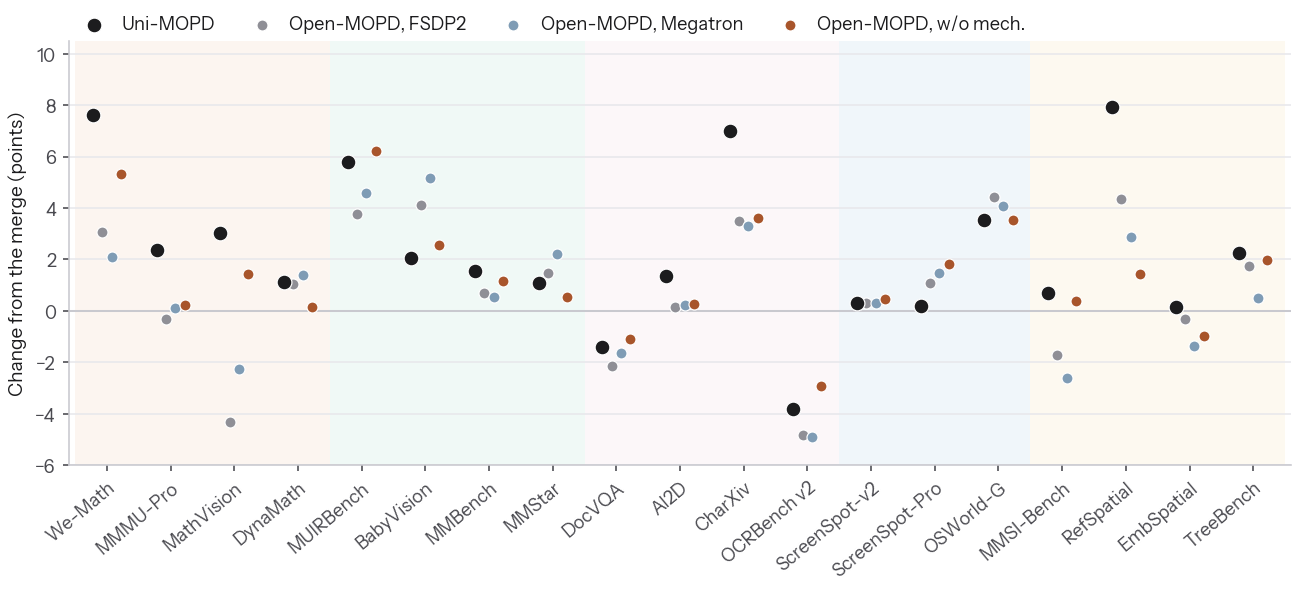 Uni-MOPD
Open-MOPD, FSDP2
Open-MOPD, Megatron
Open-MOPD, w/o mech.
Change from the merge (points)
10
8
6
4
2
0
−2
−4
−6
We-Math
MMMU-Pro
MathVision
DynaMath
MUIRBench
BabyVision
MMBench
MMStar
DocVQA
AI2D
CharXiv
OCRBench v2
ScreenSpot-v2
ScreenSpot-Pro
OSWorld-G
MMSI-Bench
RefSpatial
EmbSpatial
TreeBench